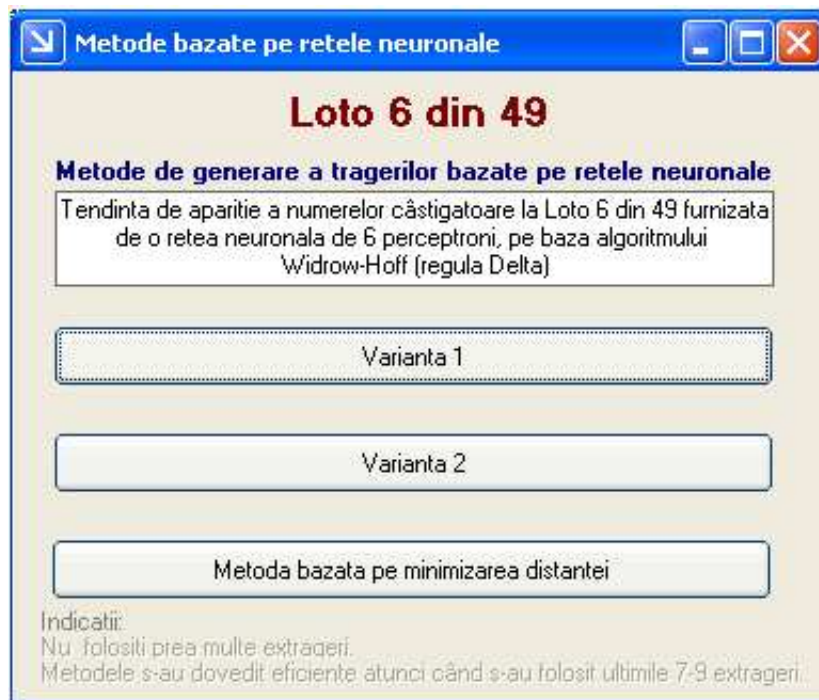 Metode bazate pe retele neuronale
Loto 6 din 49
Metode de generare a tragerilor bazate pe retele neuronale
Tendinta de aparitie a numerelor câstigatoare la Loto 6 din 49 furnizata
de o retea neuronala de 6 perceptroni, pe baza algoritmului
Widrow-Hoff (regula Delta)
Varianta 1
Varianta 2
Metoda bazata pe minimizarea distantei
Indicatii:
Nu folositi prea multe extrageri.
Metodele s-au dovedit eficiente atunci când s-au folosit ultimile 7-9 extrageri.